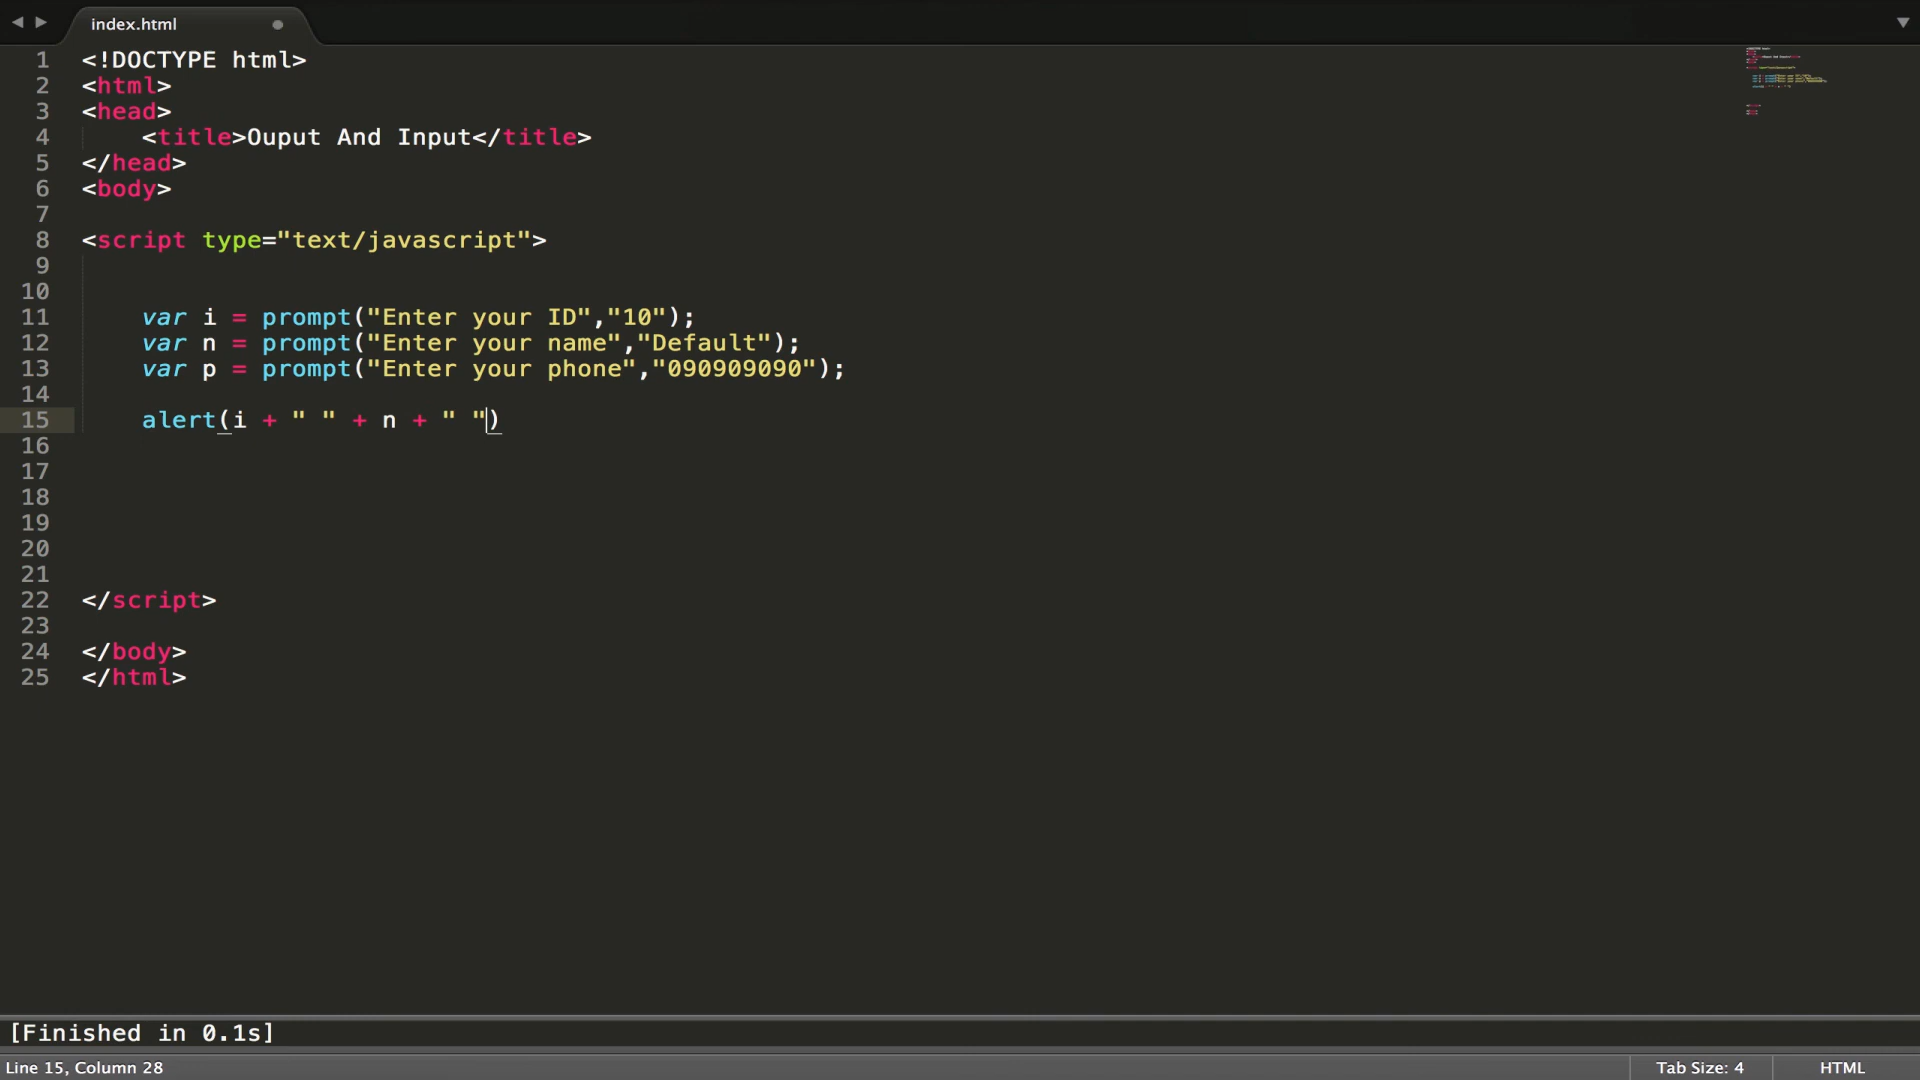 index.html
1 <!DOCTYPE html>
2 <html>
3 <head>
4 <title>Ouput And Input</title>
5 </head>
6 <body>
7
8 <script type="text/javascript">
9
10
11 var i = prompt("Enter your ID","10");
12 var n = prompt("Enter your name","Default");
13 var p = prompt("Enter your phone","090909090");
14
15 alert(i + " " + n + " ")
16
17
18
19
20
21
22 </script>
23
24 </body>
25 </html>
[Finished in 0.1s]
Line 15, Column 28 Tab Size: 4 HTML